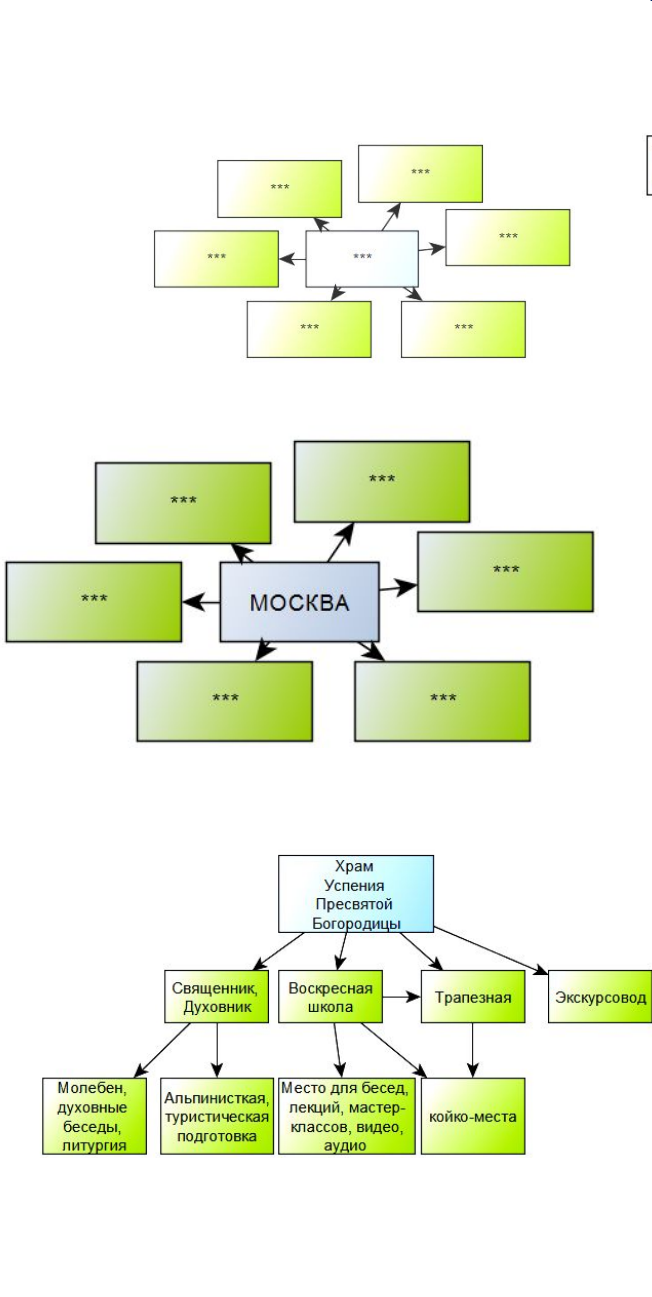 ***
***
***
***
***
***
***
***
***
***
***
МОСКВА
***
***
***
Храм
Успения
Пресвятой
Богородицы
Священник,
Духовник
Воскресная
школа
Трапезная
Экскурсовод
Молебен,
духовные
беседы,
литургия
Альпинисткая,
туристическая
подготовка
Место для бесед,
лекций, мастер-
классов, видео,
аудио
койко-места